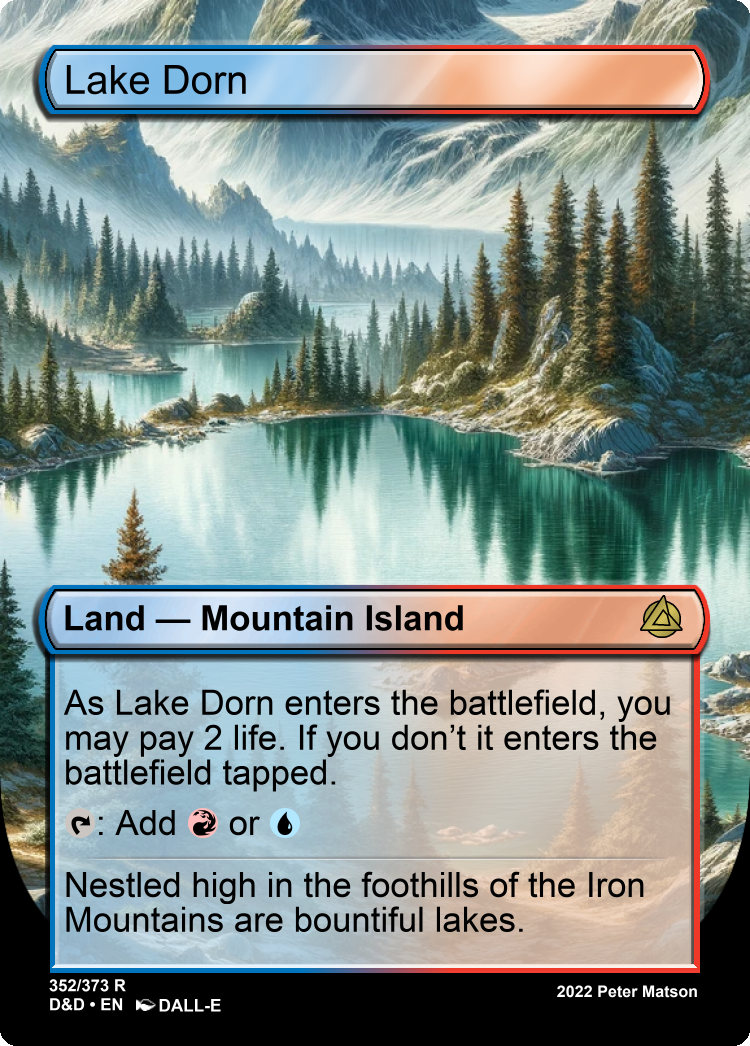 Lake Dorn
Land — Mountain Island
As Lake Dorn enters the battlefield, you
may pay 2 life. If you don’t it enters the
battlefield tapped.
: Add or
Nestled high in the foothills of the Iron
Mountains are bountiful lakes.
352/373 R
D&D • EN DALL-E
2022 Peter Matson